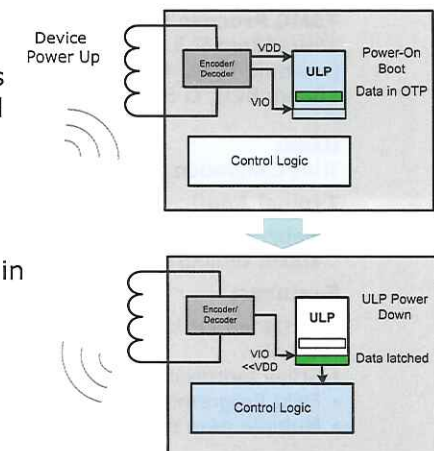 Device
Power Up
s
Encoder/
Decoder
VDD
VIO
ULP
Power-On
Boot
Data in OTP
Control Logic
in
Encoder/
Decoder
VIO
<<VDD
ULP
ULP Power
Down
Data latched
Control Logic